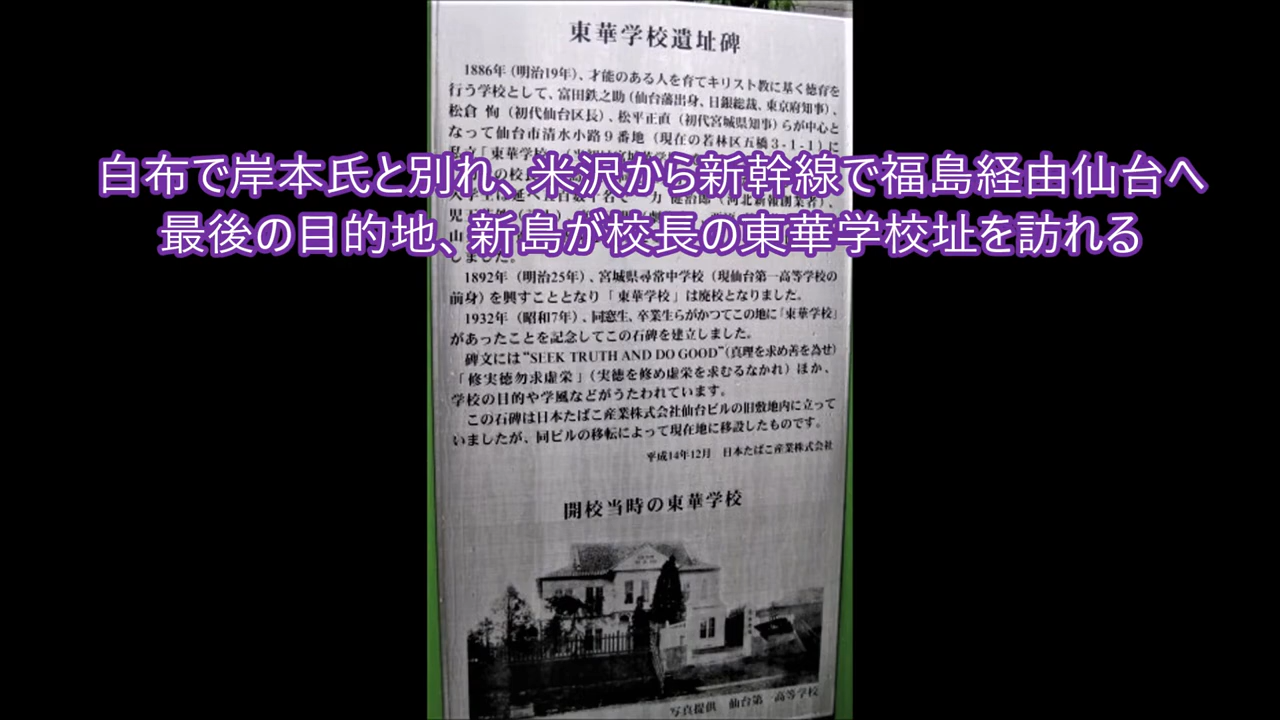 東華学校遺址碑
1886年（明治19年）、才能のある人を育てキリスト教に基く徳育を
行う学校として、富田鉄之助（仙台藩出身、日銀総裁、東京府知事）、
松倉 恂（初代仙台区長）、松平正直（初代宮城県知事）らが中心と
なって仙台市清水小路９番地（現在の若林区五橋３-１-１）に
白布で岸本氏と別れ、米沢から新幹線で福島経由仙台へ
最後の目的地、新島が校長の東華学校址を訪れる
しました。
1892年（明治25年）、宮城県尋常中学校（現仙台第一高等学校の
前身）を興すこととなり「東華学校」は廃校となりました。
1932年（昭和7年）、同窓生、卒業生らがかつてこの地に「東華学校」
があったことを記念してこの石碑を建立しました。
碑文には“SEEK TRUTH AND DO GOOD”（真理を求め善を為せ）
「修実徳勿求虚栄」（実徳を修め虚栄を求むるなかれ）ほか、
学校の目的や学風などがうたわれています。
この石碑は日本たばこ産業株式会社仙台ビルの旧敷地内に立って
いましたが、同ビルの移転によって現在地に移設したものです。
平成14年12月　日本たばこ産業株式会社
開校当時の東華学校
写真提供　仙台第一高等学校